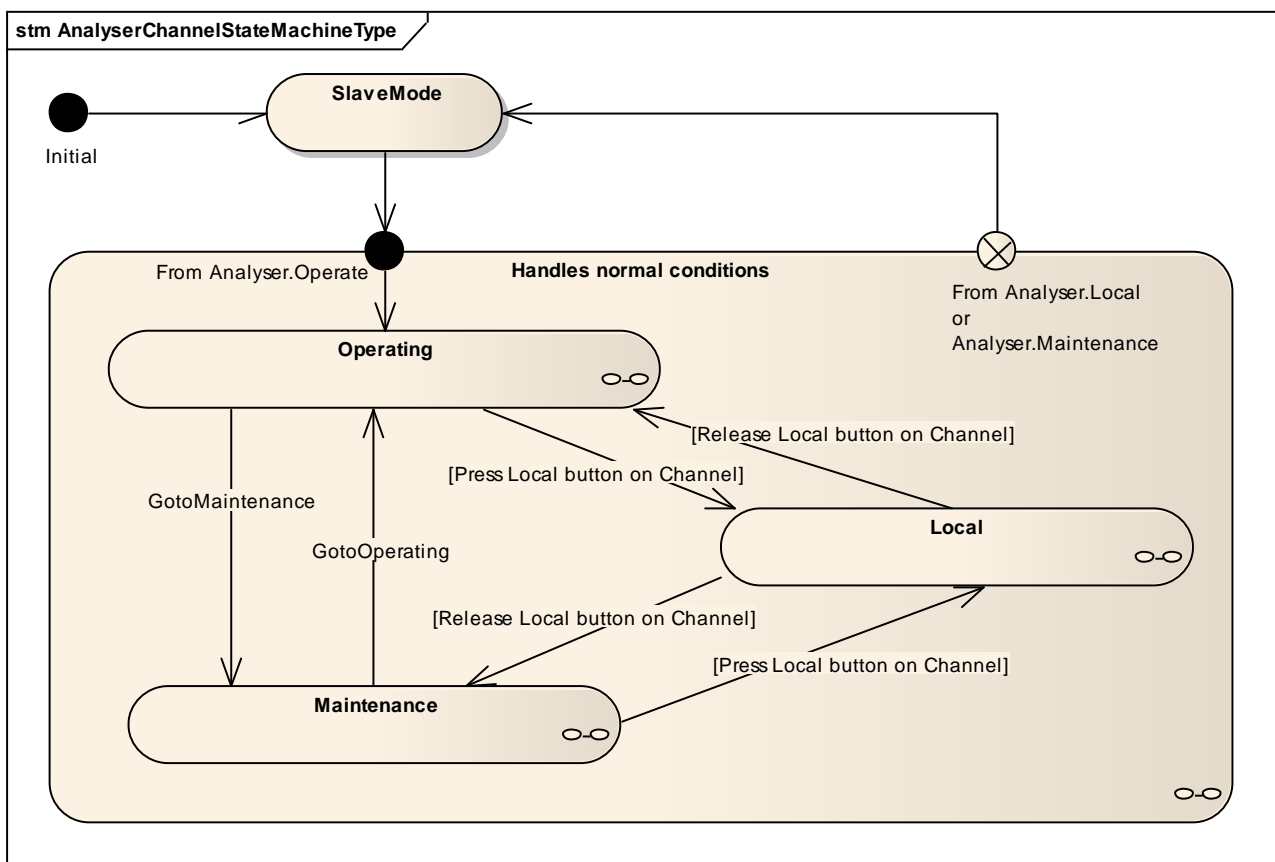 stm AnalyserChannelStateMachineType
SlaveMode
Initial
From Analyser.Operate
Handles normal conditions
From Analyser.Local
or
Analyser.Maintenance
Operating
[Release Local button on Channel]
[Press Local button on Channel]
GotoMaintenance
Local
GotoOperating
[Release Local button on Channel]
[Press Local button on Channel]
Maintenance